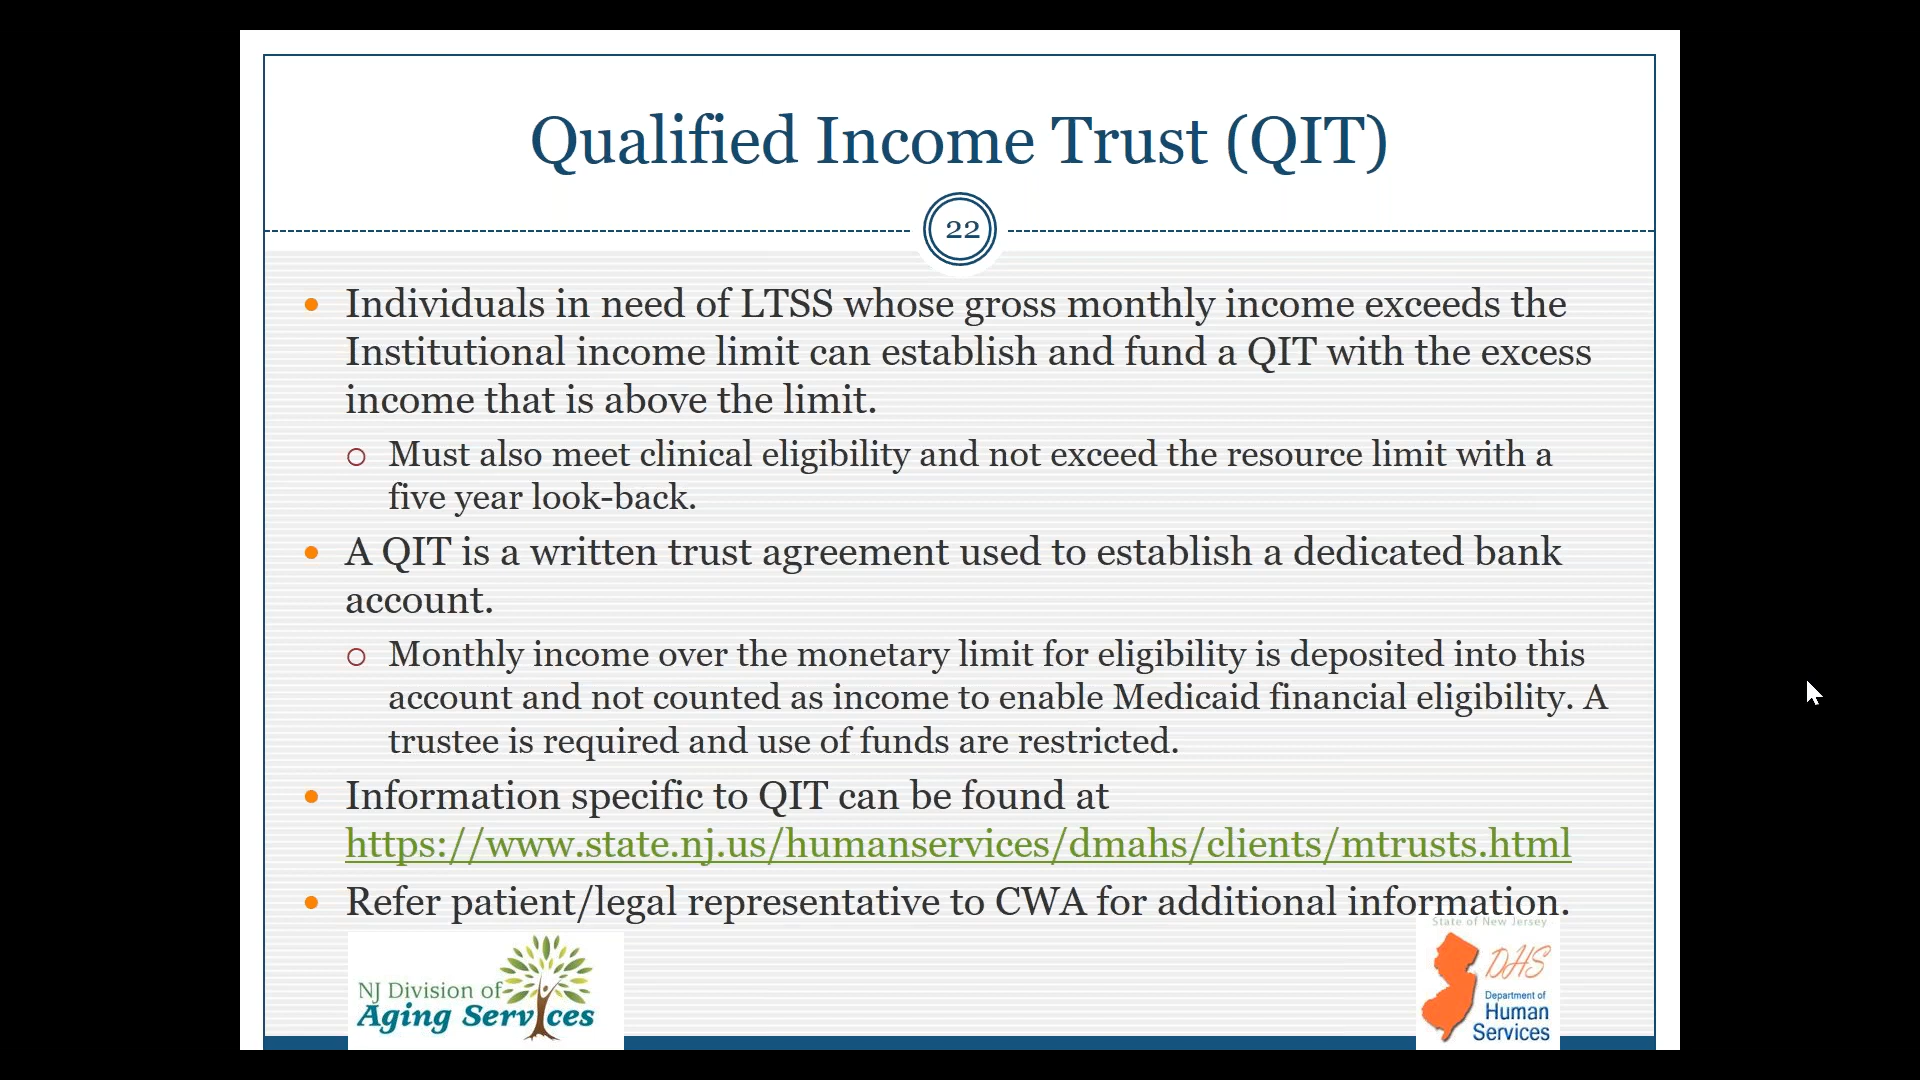 Qualified Income Trust (QIT)
22
Individuals in need of LTSS whose gross monthly income exceeds the
Institutional income limit can establish and fund a QIT with the excess
income that is above the limit.
Must also meet clinical eligibility and not exceed the resource limit with a
five year look-back.
A QIT is a written trust agreement used to establish a dedicated bank
account.
Monthly income over the monetary limit for eligibility is deposited into this
account and not counted as income to enable Medicaid financial eligibility. A
trustee is required and use of funds are restricted.
Information specific to QIT can be found at
https://www.state.nj.us/humanservices/dmahs/clients/mtrusts.html
Refer patient/legal representative to CWA for additional information.
NJ Division of
Aging Services
State of New Jersey
DHS
Department of
Human
Services